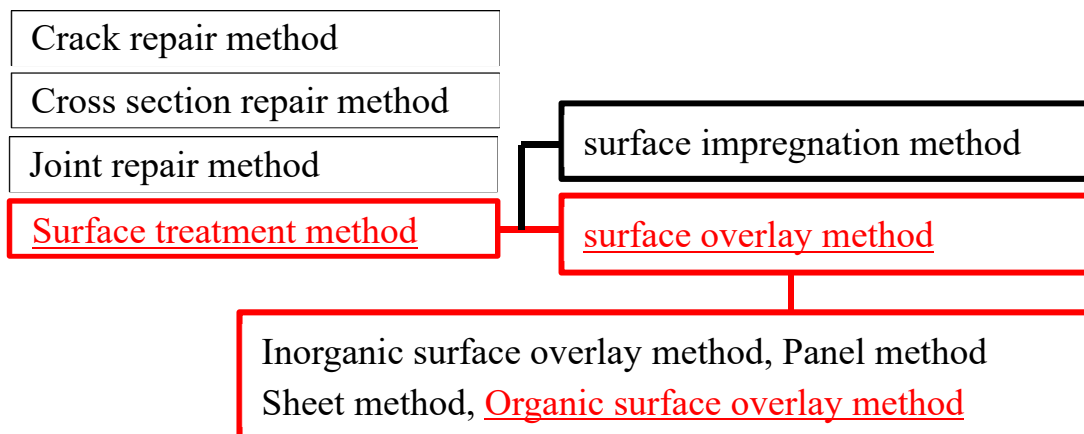 Crack repair method
Cross section repair method
Joint repair method
Surface treatment method
surface impregnation method
surface overlay method
Inorganic surface overlay method, Panel method
Sheet method, Organic surface overlay method